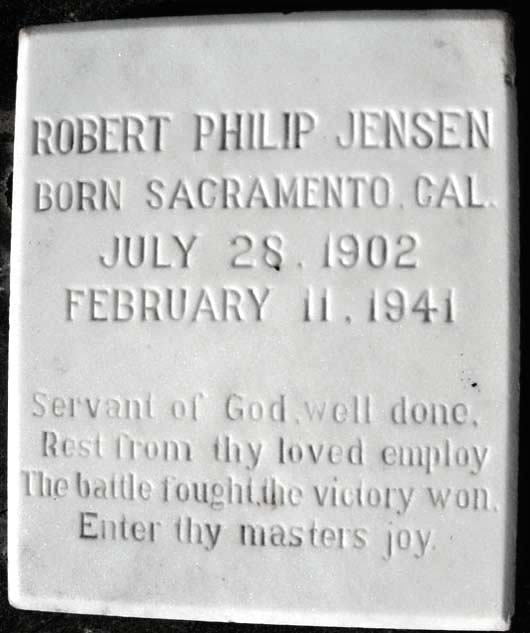 ROBERT PHILIP JENSEN
BORN SACRAMENTO, CAL.
JULY 28, 1902
FEBRUARY 11, 1941
Servant of God, well done,
Rest from thy loved employ
The battle fought, the victory won,
Enter thy masters joy.